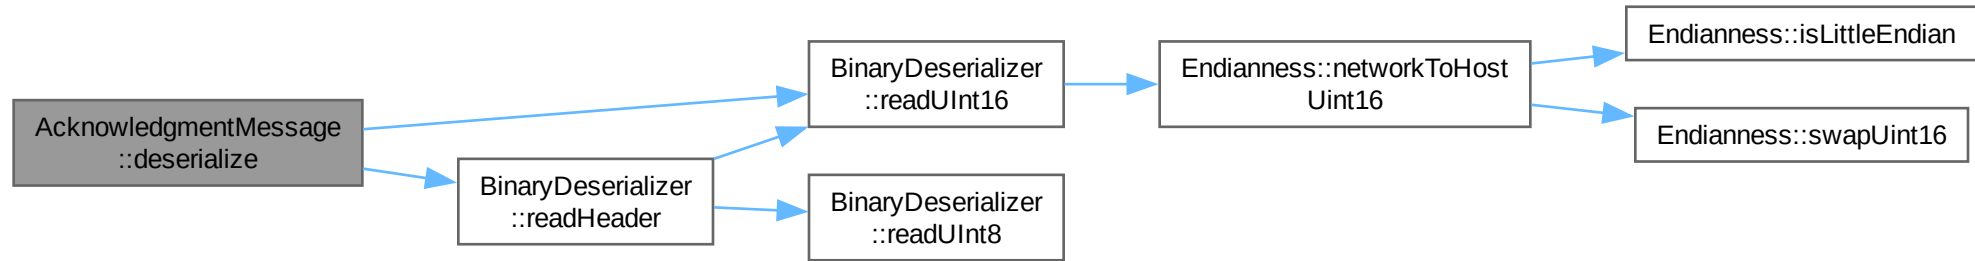 AcknowledgmentMessage
::deserialize
BinaryDeserializer
::readHeader
BinaryDeserializer
::readUInt16
BinaryDeserializer
::readUInt8
Endianness::networkToHost
Uint16
Endianness::isLittleEndian
Endianness::swapUint16